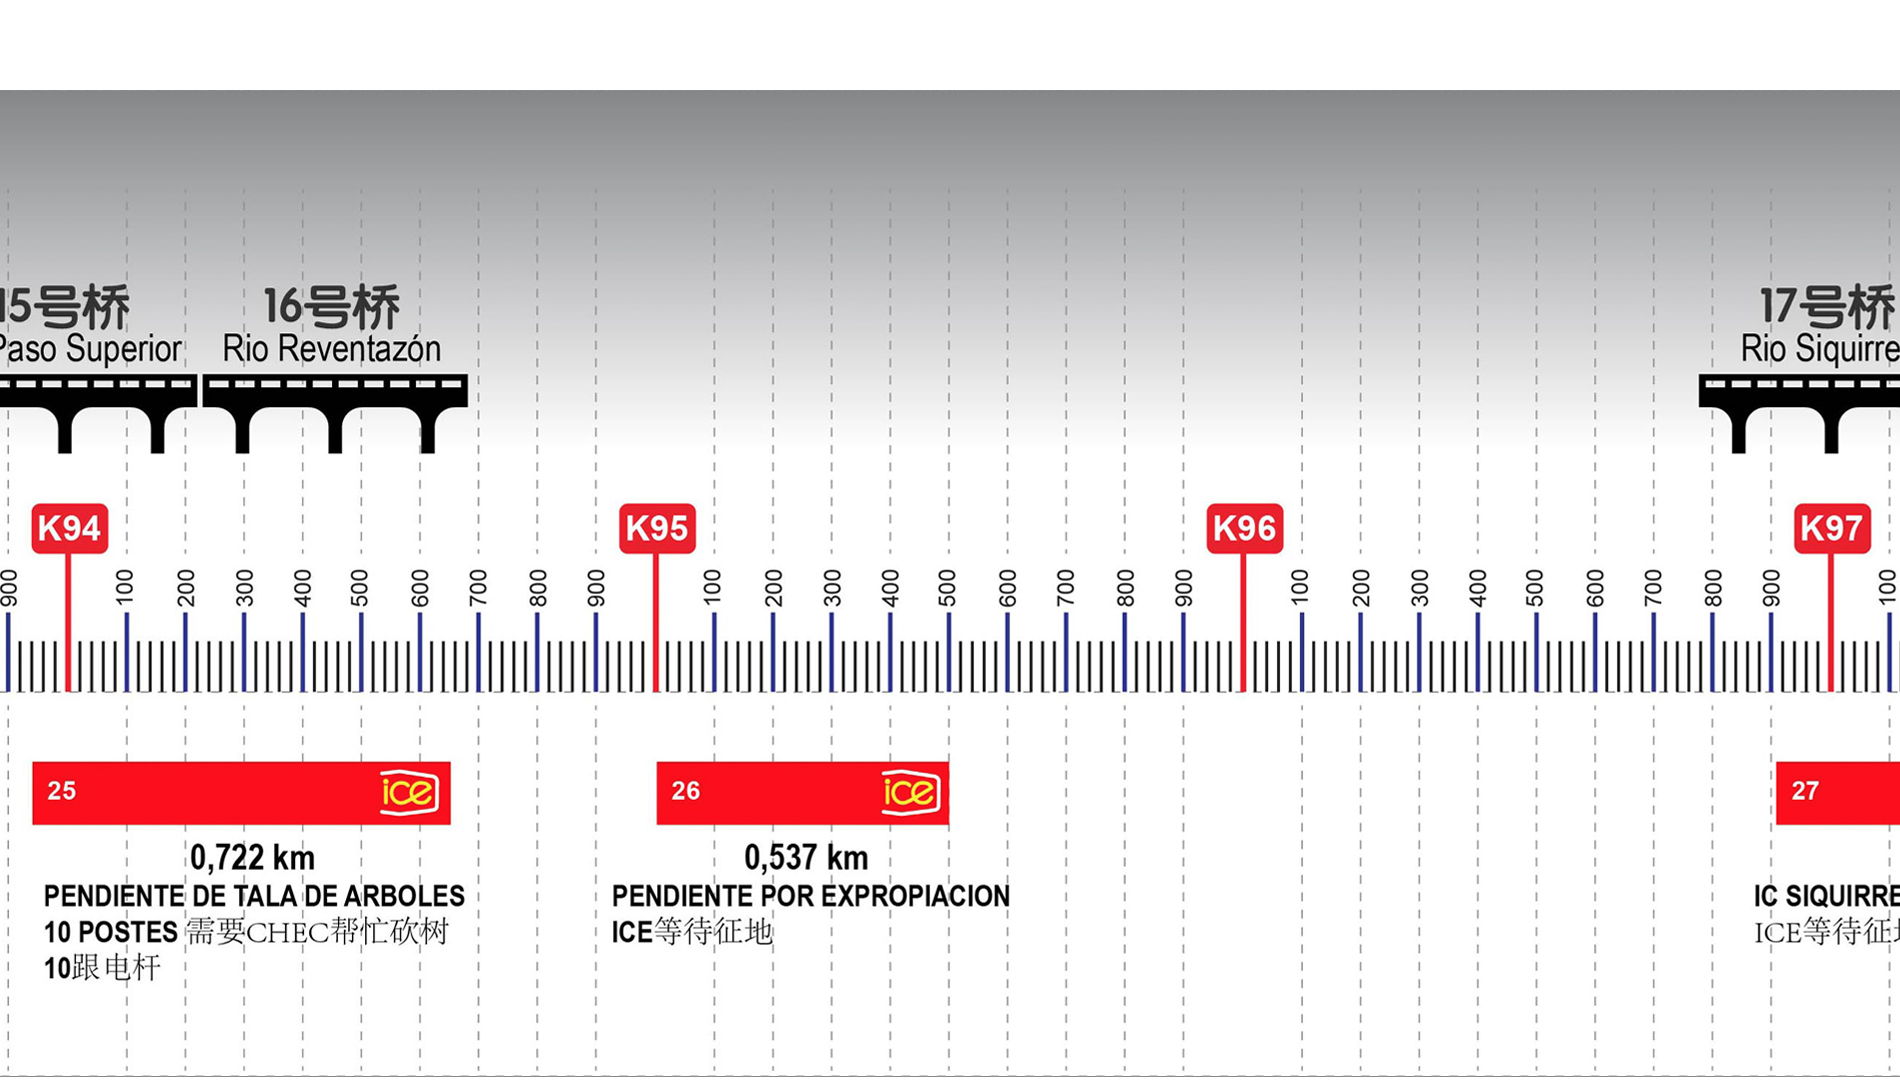 15号桥
Paso Superior
16号桥
Rio Reventazón
17号桥
Rio Siquirre
K94
K95
K96
K97
900 100 200 300 400 500 600 700 800 900 100 200 300 400 500 600 700 800 900 100 200 300 400 500 600 700 800 900 100
25 ice
0,722 km
PENDIENTE DE TALA DE ARBOLES
10 POSTES 需要CHEC帮忙砍树
10跟电杆
26 ice
0,537 km
PENDIENTE POR EXPROPIACION
ICE等待征地
27
IC SIQUIRRE
ICE等待征